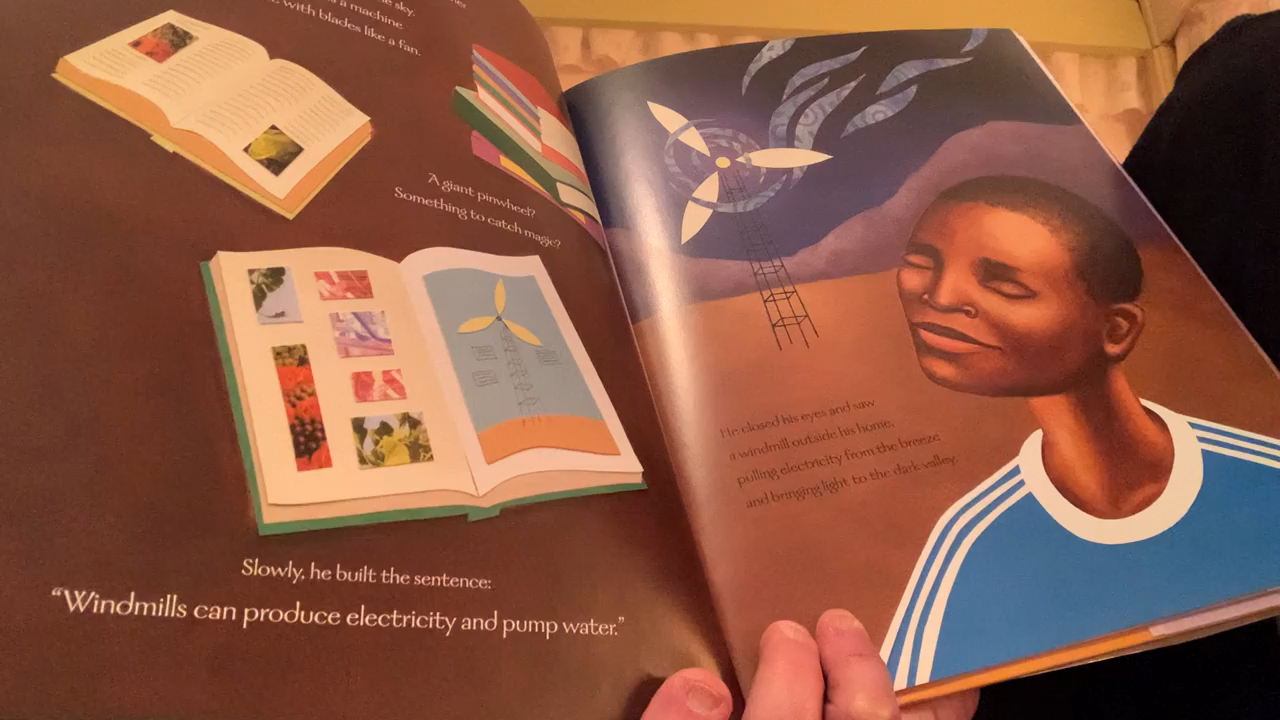 e sky.
a machine
with blades like a fan.
A giant pinwheel?
Something to catch magic?
Slowly, he built the sentence:
“Windmills can produce electricity and pump water.”
He closed his eyes and saw
a windmill outside his home,
pulling electricity from the breeze
and bringing light to the dark valley.